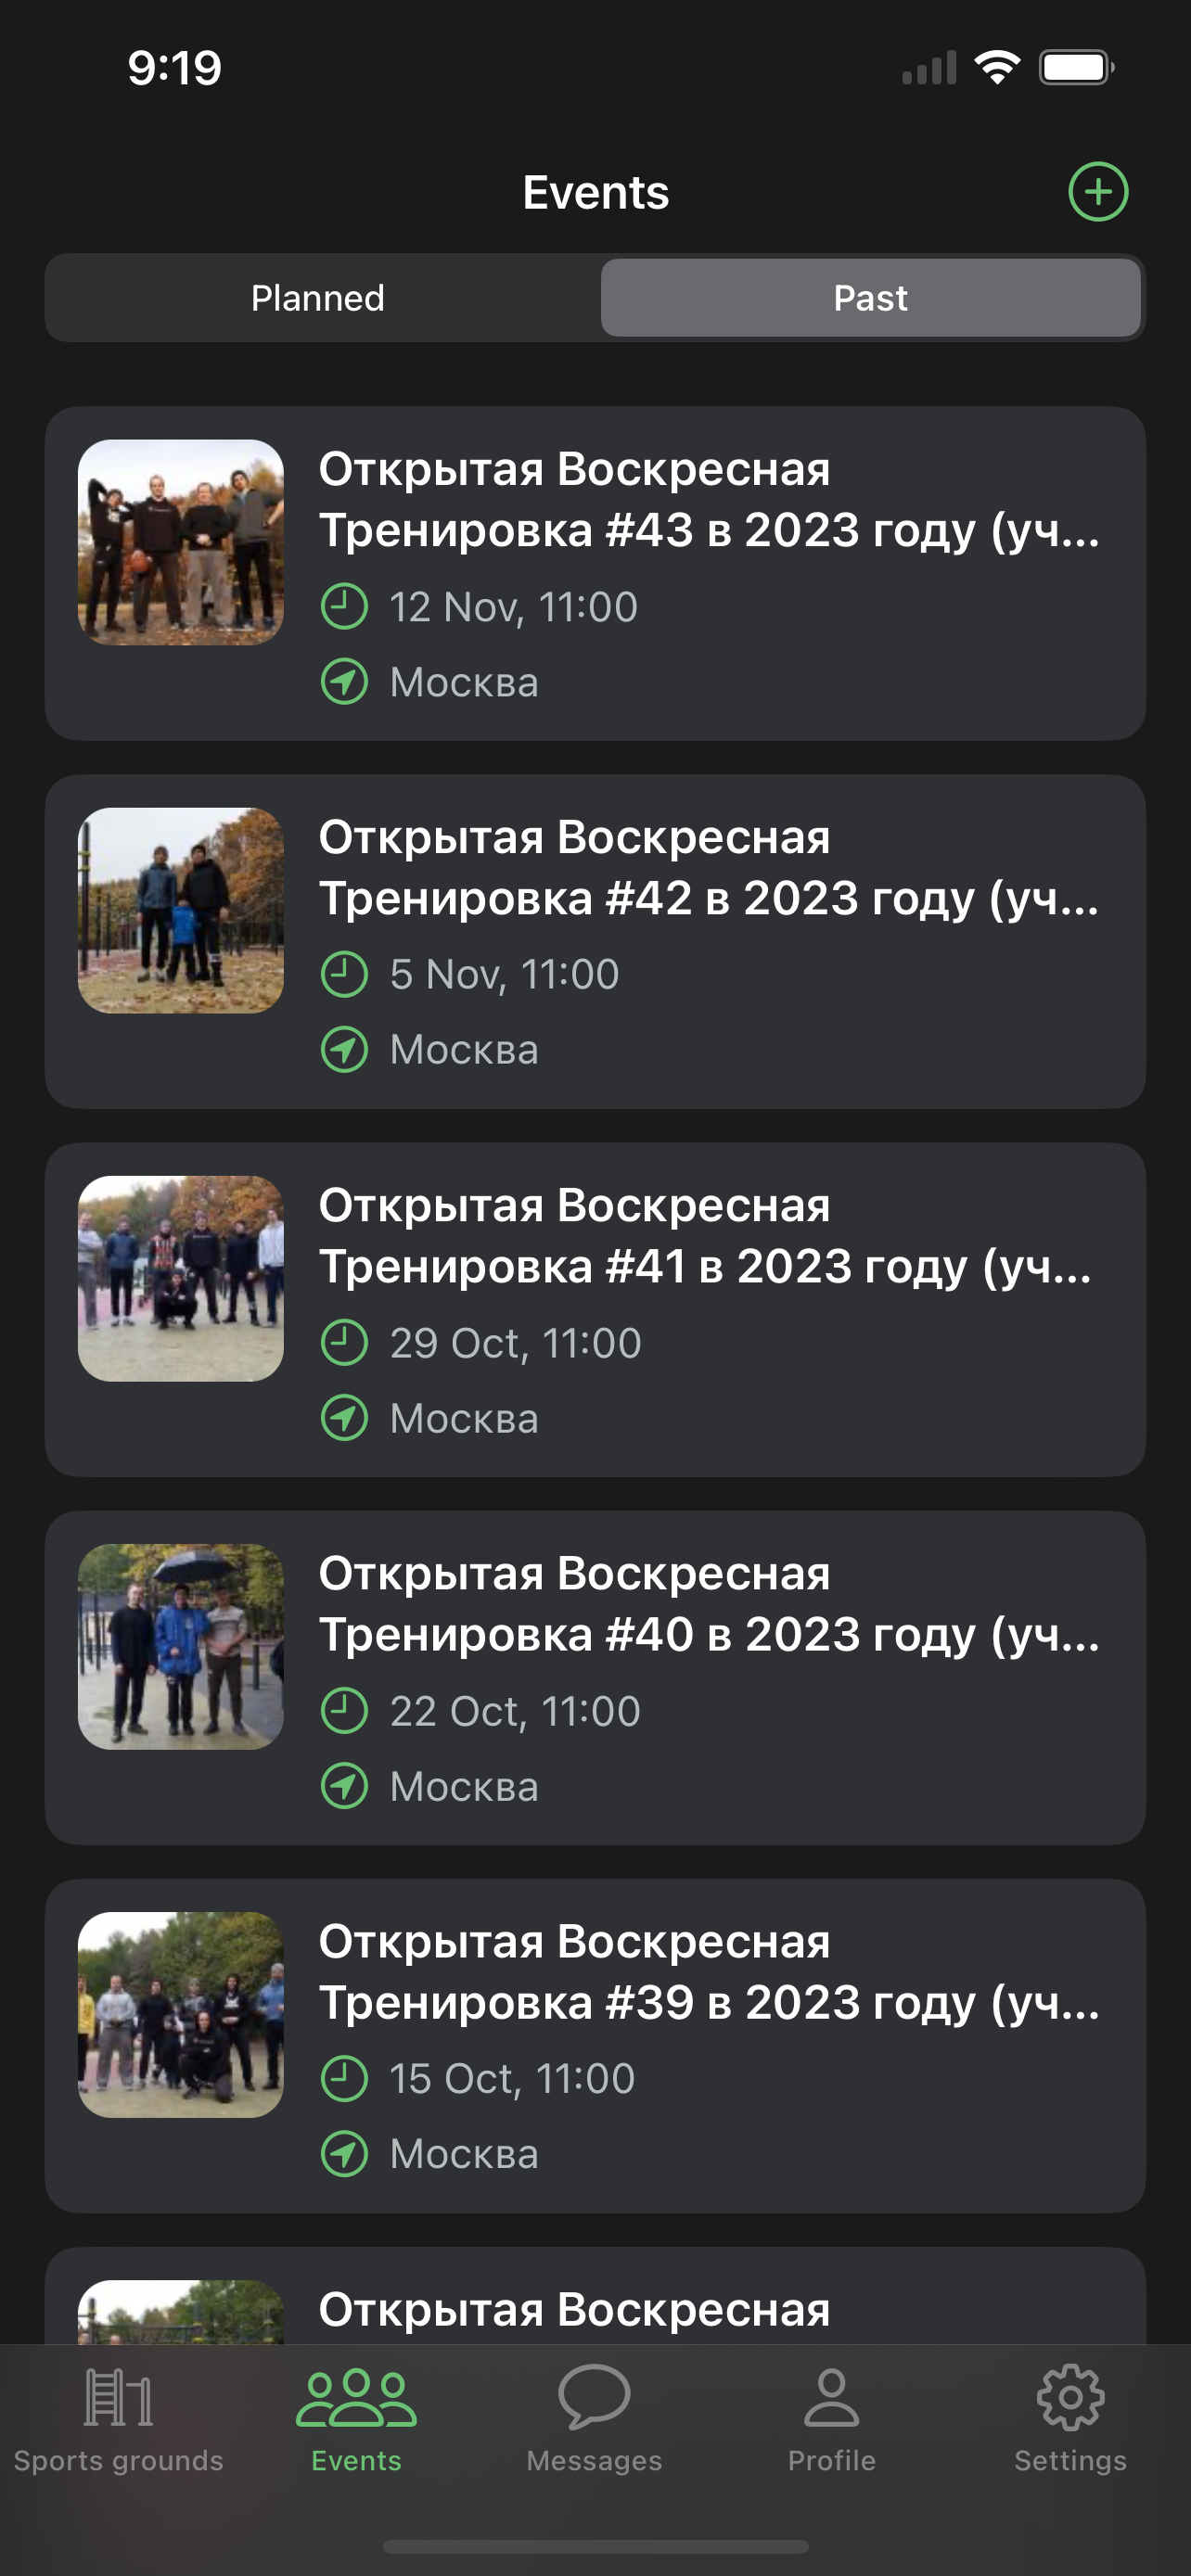 9:19
Events
Planned
Past
Открытая Воскресная
Тренировка #43 в 2023 году (уч...
12 Nov, 11:00
Москва
Открытая Воскресная
Тренировка #42 в 2023 году (уч...
5 Nov, 11:00
Москва
Открытая Воскресная
Тренировка #41 в 2023 году (уч...
29 Oct, 11:00
Москва
Открытая Воскресная
Тренировка #40 в 2023 году (уч...
22 Oct, 11:00
Москва
Открытая Воскресная
Тренировка #39 в 2023 году (уч...
15 Oct, 11:00
Москва
Открытая Воскресная
Sports grounds
Events
Messages
Profile
Settings